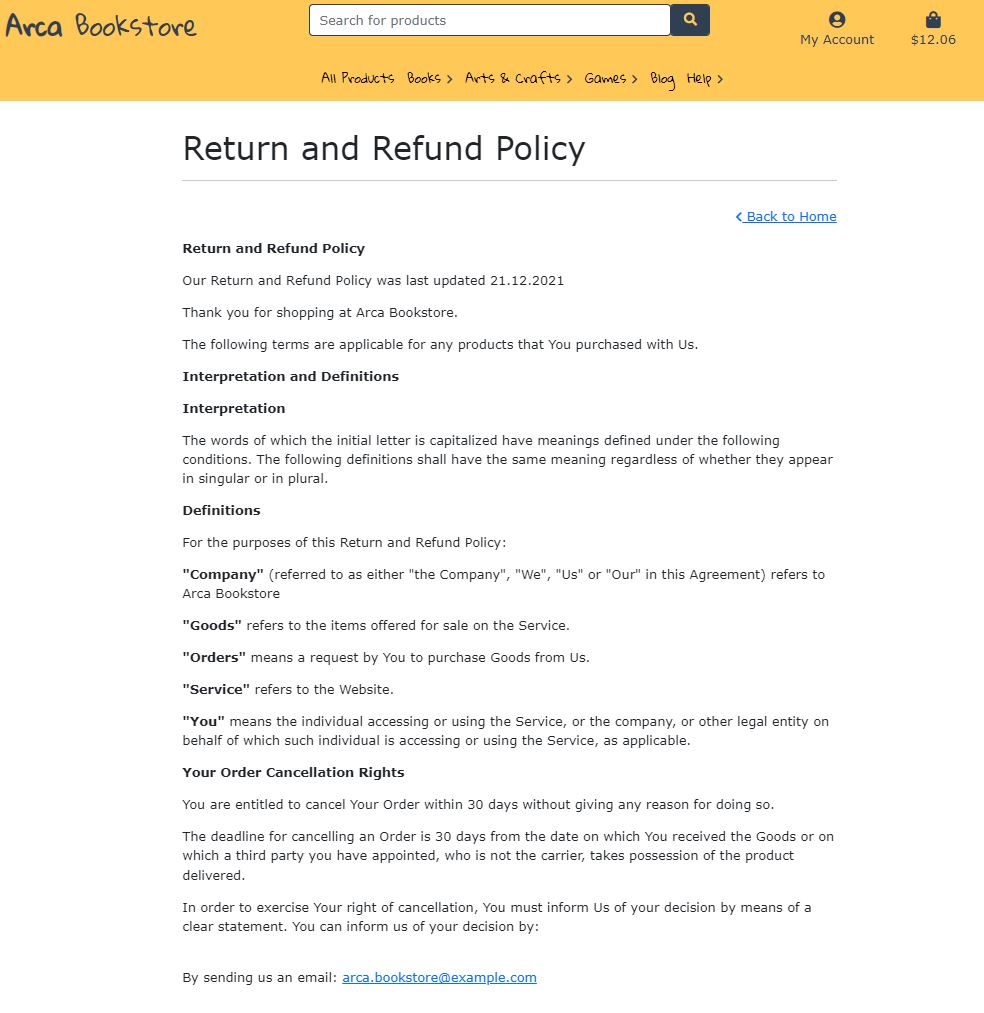 Arca Bookstore
Search for products
My Account
$12.06
All Products Books Arts & Crafts Games Blog Help
Return and Refund Policy
Back to Home
Return and Refund Policy
Our Return and Refund Policy was last updated 21.12.2021
Thank you for shopping at Arca Bookstore.
The following terms are applicable for any products that You purchased with Us.
Interpretation and Definitions
Interpretation
The words of which the initial letter is capitalized have meanings defined under the following
conditions. The following definitions shall have the same meaning regardless of whether they appear
in singular or in plural.
Definitions
For the purposes of this Return and Refund Policy:
"Company" (referred to as either "the Company", "We", "Us" or "Our" in this Agreement) refers to
Arca Bookstore
"Goods" refers to the items offered for sale on the Service.
"Orders" means a request by You to purchase Goods from Us.
"Service" refers to the Website.
"You" means the individual accessing or using the Service, or the company, or other legal entity on
behalf of which such individual is accessing or using the Service, as applicable.
Your Order Cancellation Rights
You are entitled to cancel Your Order within 30 days without giving any reason for doing so.
The deadline for cancelling an Order is 30 days from the date on which You received the Goods or on
which a third party you have appointed, who is not the carrier, takes possession of the product
delivered.
In order to exercise Your right of cancellation, You must inform Us of your decision by means of a
clear statement. You can inform us of your decision by:
By sending us an email: arca.bookstore@example.com